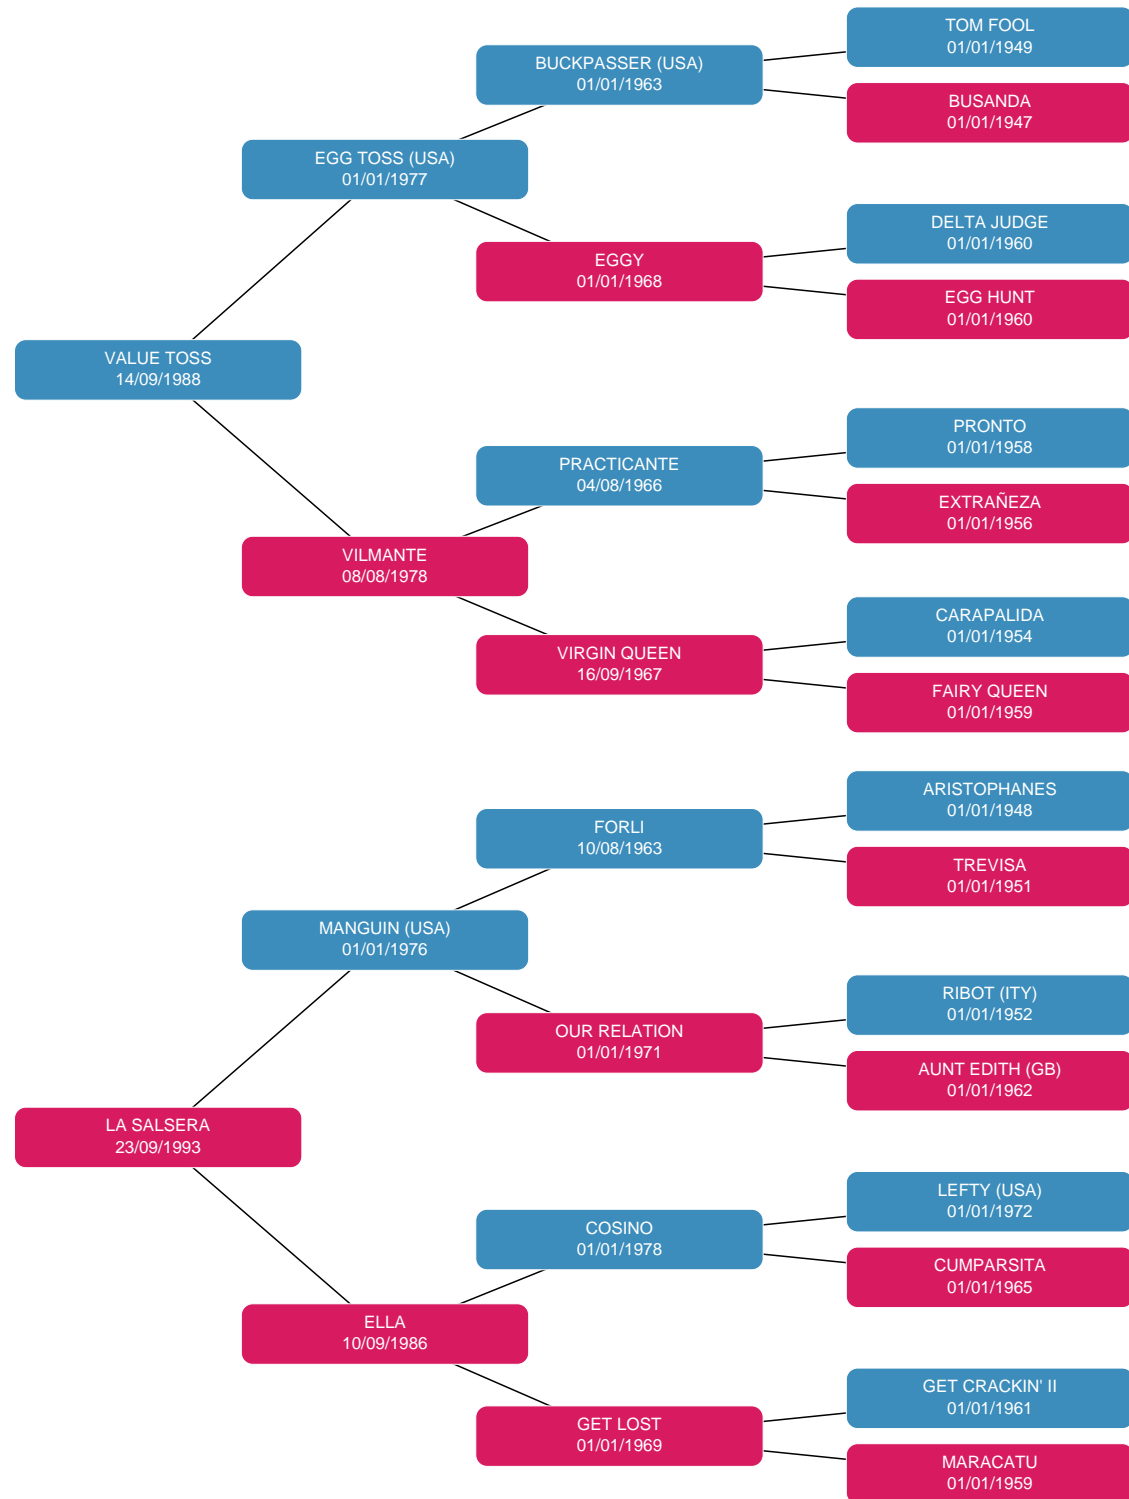 TOM FOOL
01/01/1949
BUCKPASSER (USA)
01/01/1963
BUSANDA
01/01/1947
EGG TOSS (USA)
01/01/1977
DELTA JUDGE
01/01/1960
EGGY
01/01/1968
EGG HUNT
01/01/1960
VALUE TOSS
14/09/1988
PRONTO
01/01/1958
PRACTICANTE
04/08/1966
EXTRAÑEZA
01/01/1956
VILMANTE
08/08/1978
CARAPALIDA
01/01/1954
VIRGIN QUEEN
16/09/1967
FAIRY QUEEN
01/01/1959
ARISTOPHANES
01/01/1948
FORLI
10/08/1963
TREVISA
01/01/1951
MANGUIN (USA)
01/01/1976
RIBOT (ITY)
01/01/1952
OUR RELATION
01/01/1971
AUNT EDITH (GB)
01/01/1962
LA SALSERA
23/09/1993
LEFTY (USA)
01/01/1972
COSINO
01/01/1978
CUMPARSITA
01/01/1965
ELLA
10/09/1986
GET CRACKIN' II
01/01/1961
GET LOST
01/01/1969
MARACATU
01/01/1959